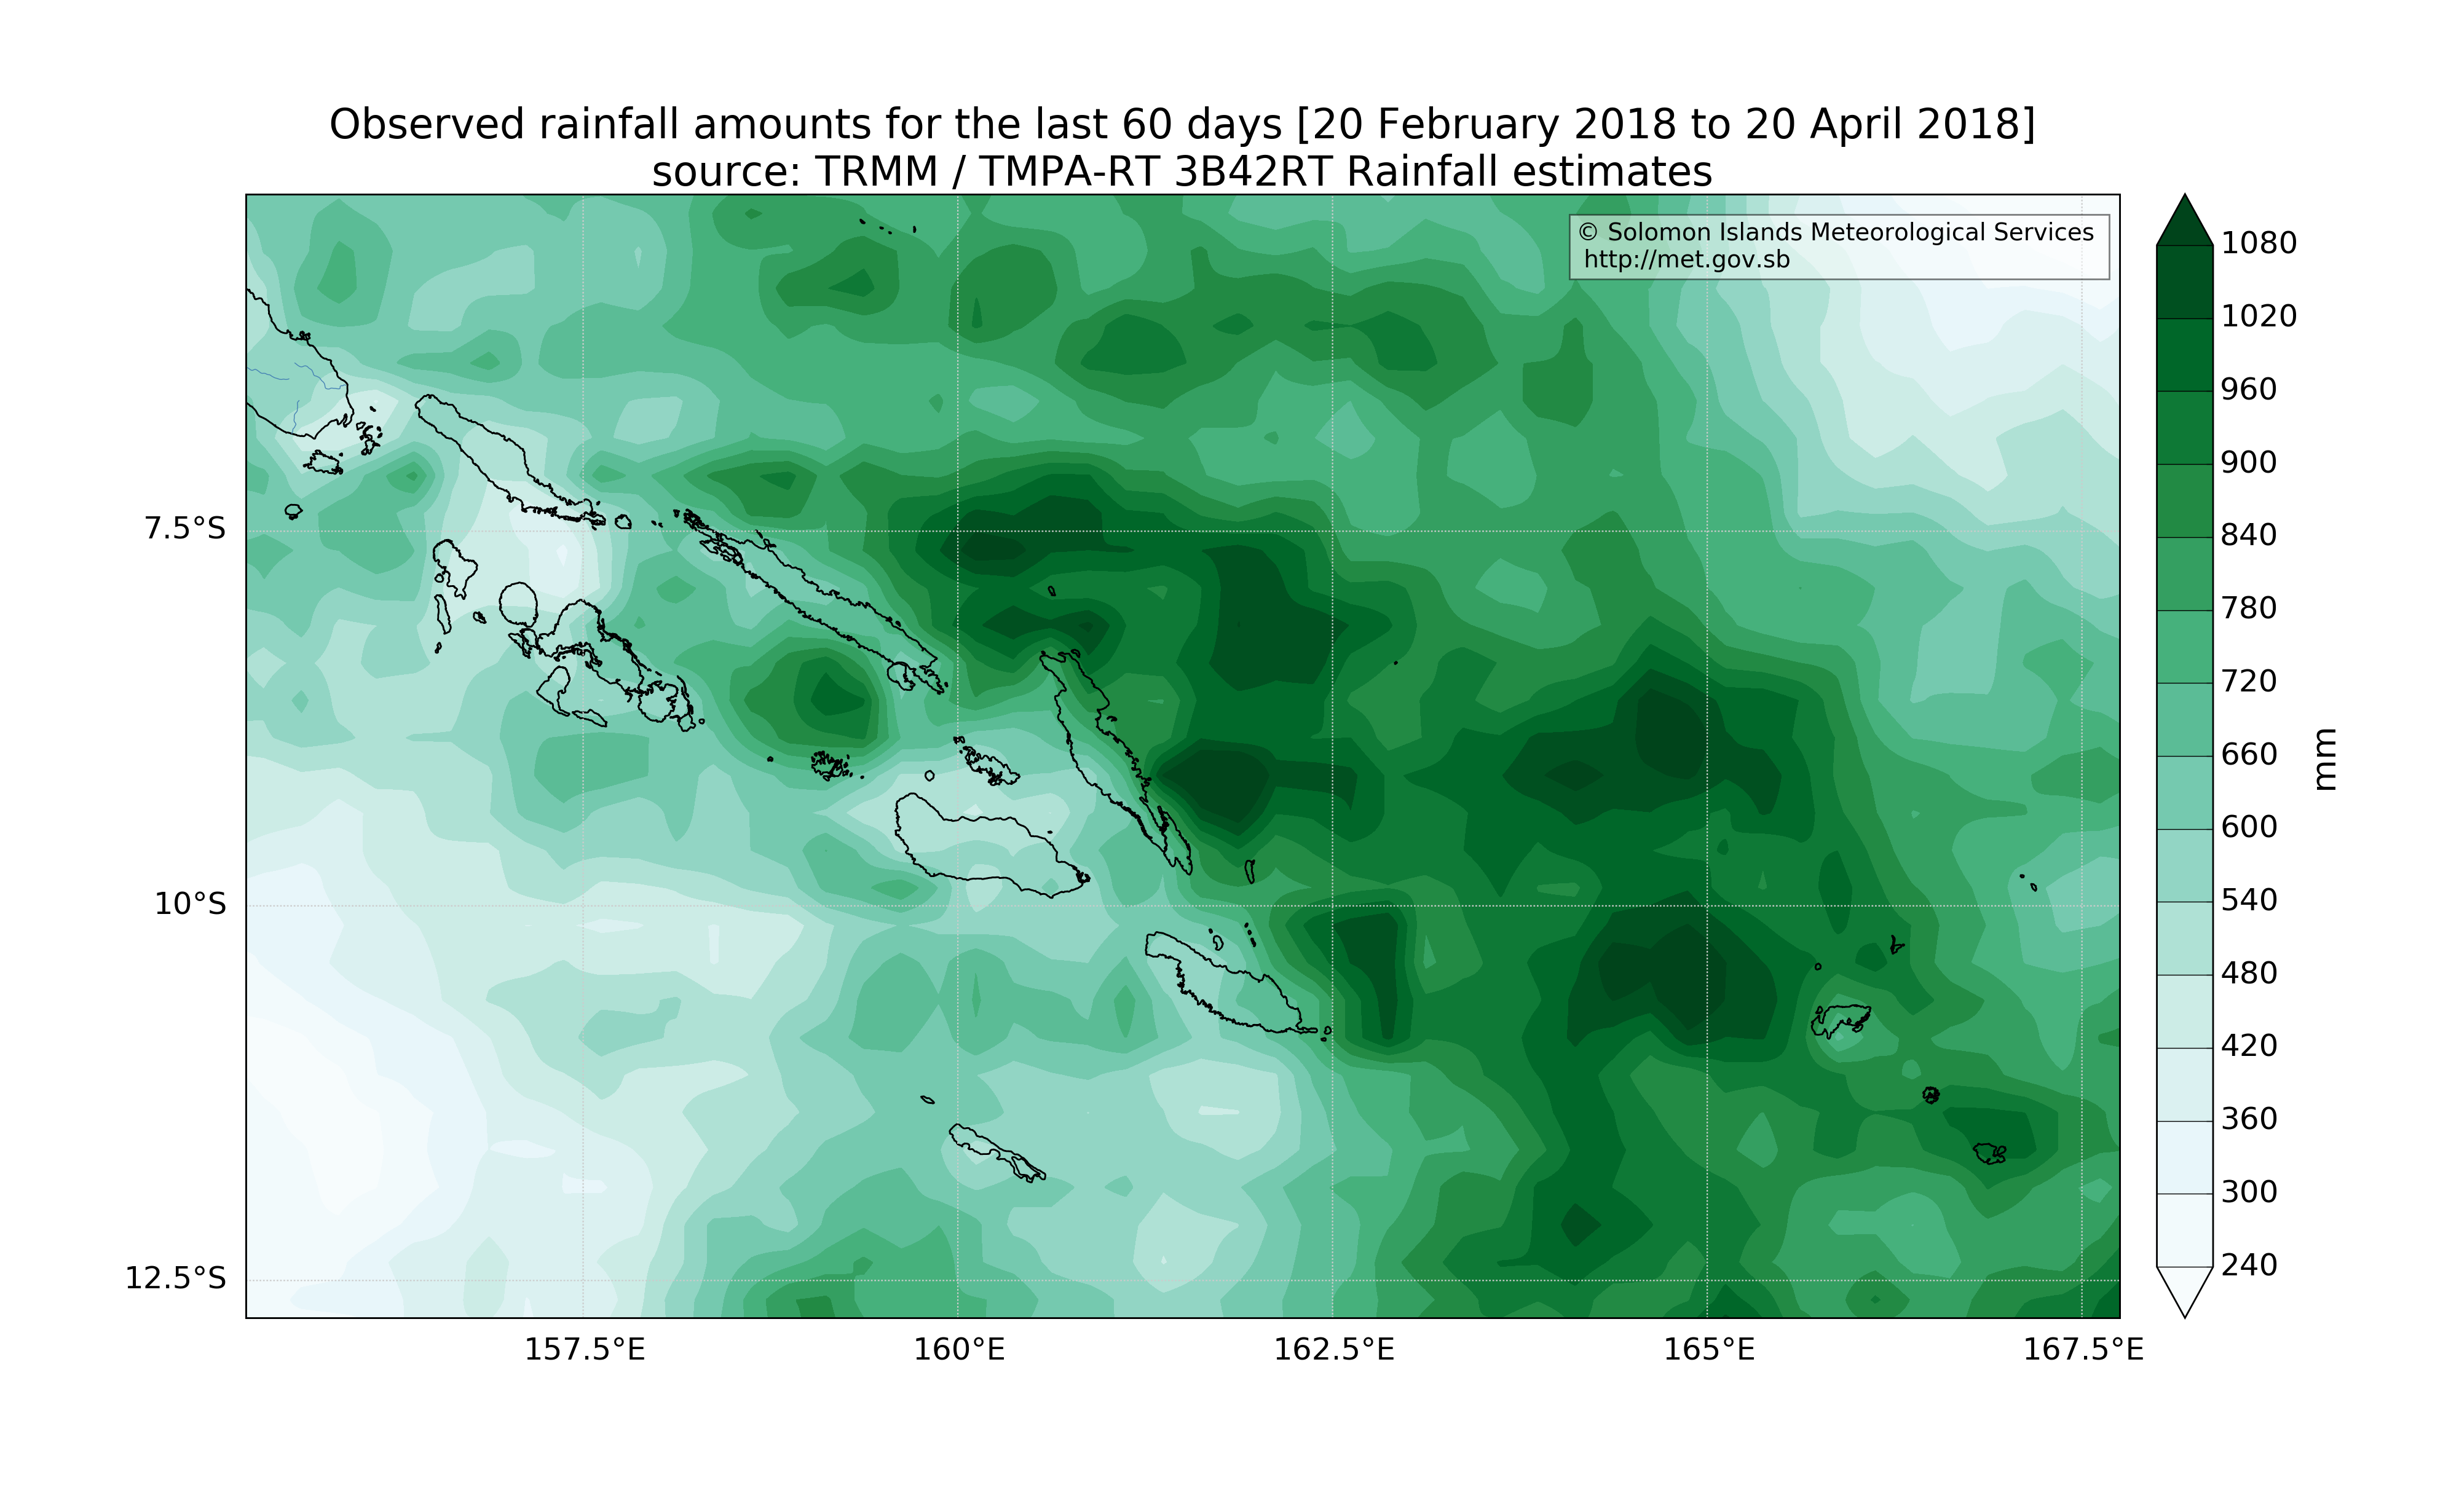 Observed rainfall amounts for the last 60 days [20 February 2018 to 20 April 2018]
source: TRMM / TMPA-RT 3B42RT Rainfall estimates
© Solomon Islands Meteorological Services
http://met.gov.sb
7.5°S
10°S
12.5°S
157.5°E
160°E
162.5°E
165°E
167.5°E
1080
1020
960
900
840
780
720
660
600
540
480
420
360
300
240
mm